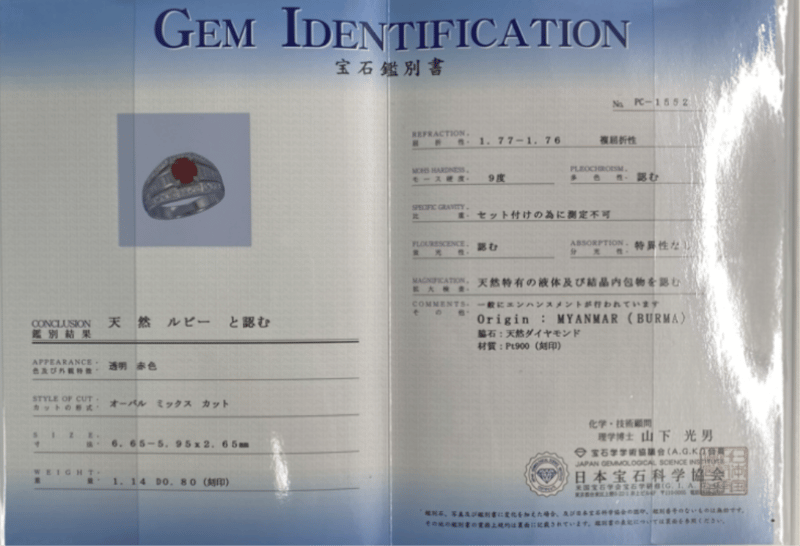 GEM IDENTIFICATION
宝石鑑別書
No. PC-1692
CONCLUSION 天 然 ルビー と認む
鑑別結果
APPEARANCE・ 透明 赤色
色及び外観特徴・
STYLE OF CUT・ オーバル ミックス カット
カットの形式・
SIZE・ 6.65-5.95x2.65mm
寸 法・
WEIGHT・ 1.14 D0.80 (刻印)
重 量・
REFRACTION・ 1.77-1.76 複屈折性
屈 折 性・
MOHS HARDNESS・ 9度
モース硬度・
PLEOCHROISM・ 認む
多 色 性・
SPECIFIC GRAVITY・ セット付けの為に測定不可
比 重・
FLOURESCENCE・ 認む
蛍 光 性・
ABSORPTION・ 特異性なし
分 光 性・
MAGNIFICATION・ 天然特有の液体及び結晶内包物を認む
拡大検査・
COMMENTS・ 一般にエンハンスメントが行われています
その他・ Origin : MYANMAR (BURMA)
脇石:天然ダイヤモンド
材質:Pt900 (刻印)
化学・技術顧問
理学博士 山下 光男
宝石学学術協議会(A.G.K.)会員
JAPAN GEMMOLOGICAL SCIENCE INSTITUTE
日本宝石科学協会